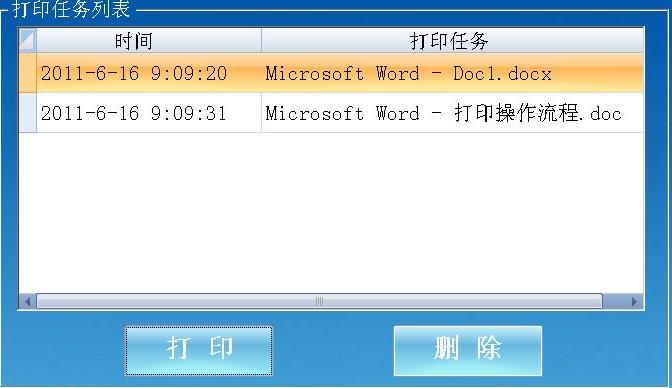 打印任务列表
时间 打印任务
2011-6-16 9:09:20 Microsoft Word - Doc1.docx
2011-6-16 9:09:31 Microsoft Word - 打印操作流程.doc
打 印 删 除